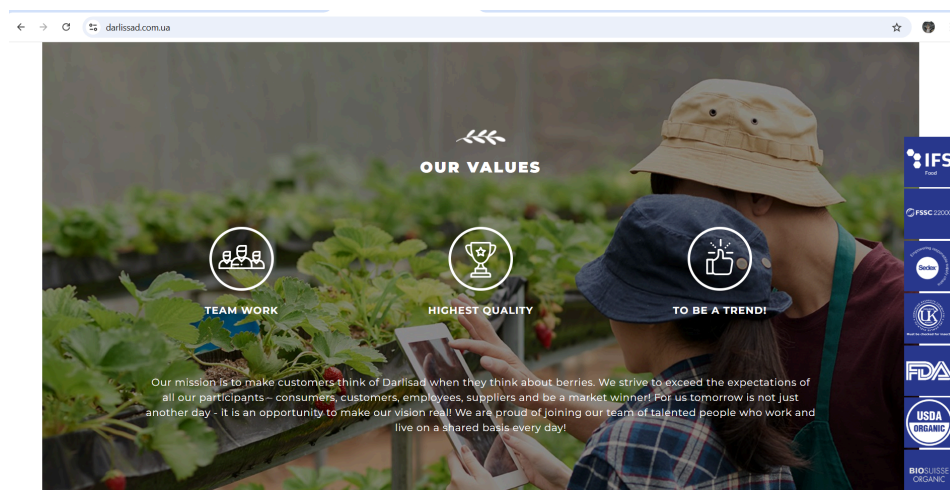 darlissad.com.ua
OUR VALUES
TEAM WORK
HIGHEST QUALITY
TO BE A TREND!
Our mission is to make customers think of Darlisad when they think about berries. We strive to exceed the expectations of
all our participants – consumers, customers, employees, suppliers and be a market winner! For us tomorrow is not just
another day - it is an opportunity to make our vision real! We are proud of joining our team of talented people who work and
live on a shared basis every day!
IFS
Food
FSSC 22000
Sedex
UK
FDA
USDA
ORGANIC
BIOSUISSE
ORGANIC